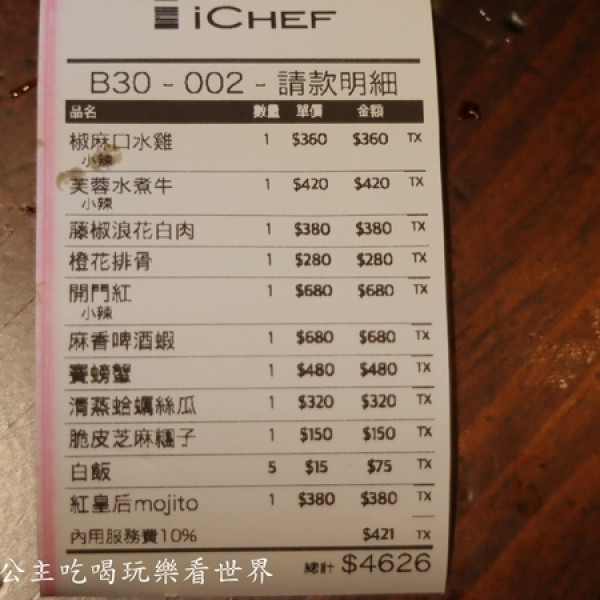 iCHEF
B30 - 002 - 請款明細
品名 數量 單價 金額
椒麻口水雞 1 $360 $360 TX
小辣
芙蓉水煮牛 1 $420 $420 TX
小辣
藤椒浪花白肉 1 $380 $380 TX
橙花排骨 1 $280 $280 TX
開門紅 1 $680 $680 TX
小辣
麻香啤酒蝦 1 $680 $680 TX
賽螃蟹 1 $480 $480 TX
清蒸蛤蠣絲瓜 1 $320 $320 TX
脆皮芝麻糰子 1 $150 $150 TX
白飯 5 $15 $75 TX
紅皇后mojito 1 $380 $380 TX
內用服務費10% $421 TX
總計 $4626
公主吃喝玩樂看世界